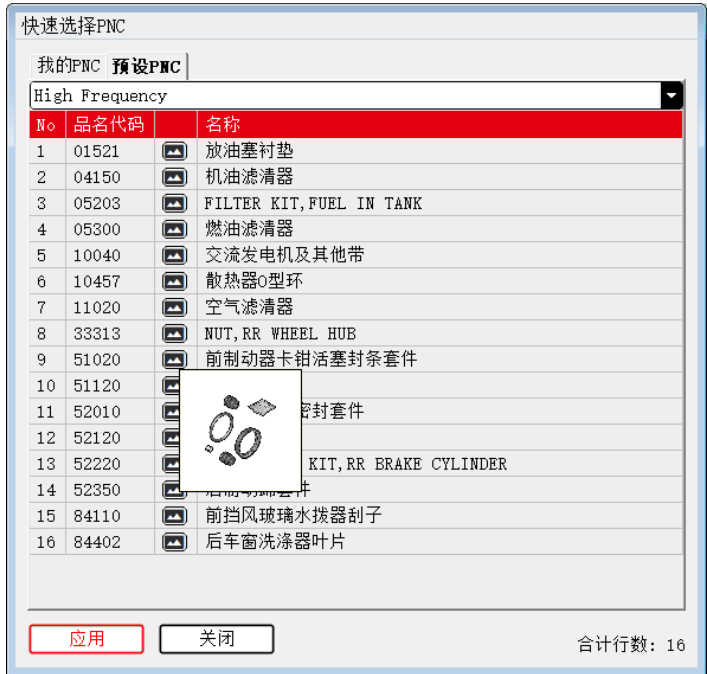 快速选择PNC
我的PNC 预设PNC
High Frequency
No 品名代码 名称
1 01521 放油塞衬垫
2 04150 机油滤清器
3 05203 FILTER KIT,FUEL IN TANK
4 05300 燃油滤清器
5 10040 交流发电机及其他带
6 10457 散热器O型环
7 11020 空气滤清器
8 33313 NUT,RR WHEEL HUB
9 51020 前制动器卡钳活塞封条套件
10 51120
11 52010 密封套件
12 52120
13 52220 KIT,RR BRAKE CYLINDER
14 52350 后制动蹄套件
15 84110 前挡风玻璃水拨器刮子
16 84402 后车窗洗涤器叶片
应用 关闭 合计行数: 16